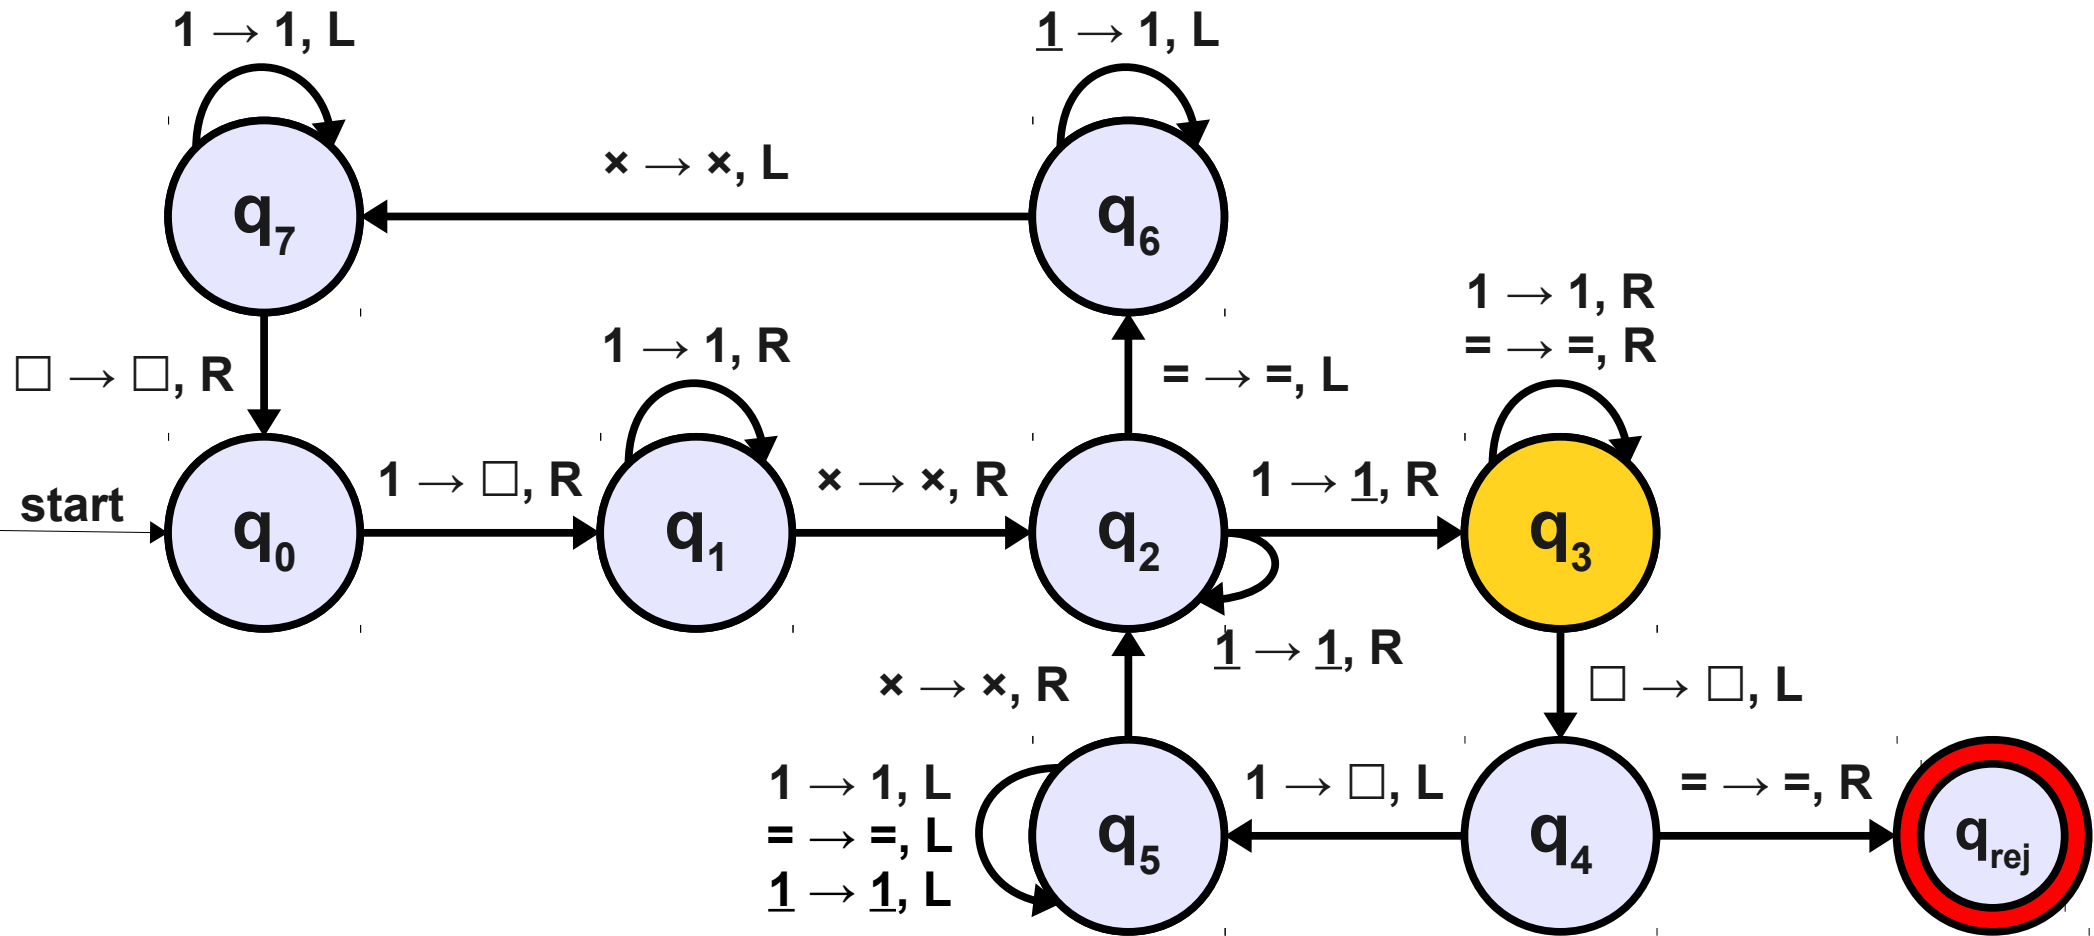 1 → 1, L
1 → 1, L
× → ×, L
q7
q6
1 → 1, R
= → =, R
□ → □, R
1 → 1, R
= → =, L
start
q0
1 → □, R
q1
× → ×, R
q2
1 → 1, R
q3
1 → 1, R
× → ×, R
□ → □, L
1 → 1, L
= → =, L
1 → 1, L
q5
1 → □, L
q4
= → =, R
qrej